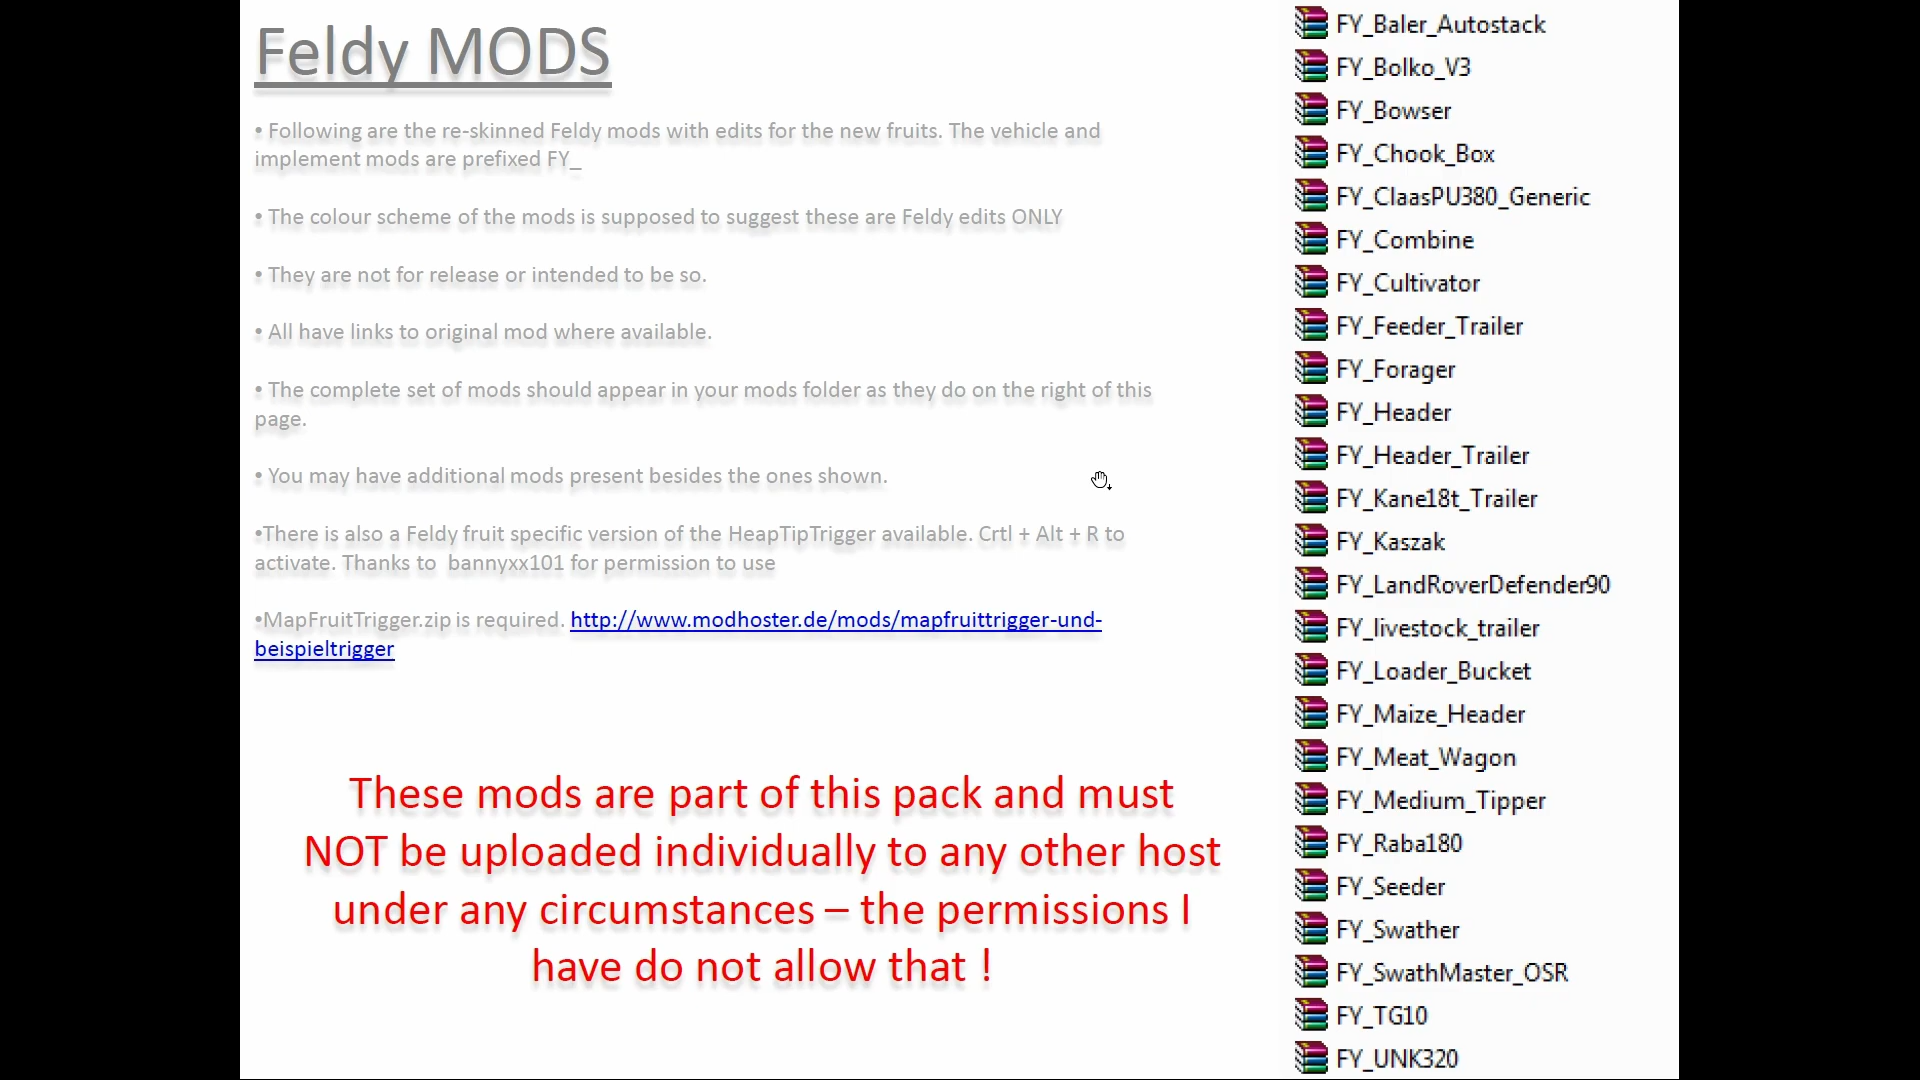 Feldy MODS
• Following are the re-skinned Feldy mods with edits for the new fruits. The vehicle and
implement mods are prefixed FY_
• The colour scheme of the mods is supposed to suggest these are Feldy edits ONLY
• They are not for release or intended to be so.
• All have links to original mod where available.
• The complete set of mods should appear in your mods folder as they do on the right of this
page.
• You may have additional mods present besides the ones shown.
•There is also a Feldy fruit specific version of the HeapTipTrigger available. Crtl + Alt + R to
activate. Thanks to bannyxx101 for permission to use
•MapFruitTrigger.zip is required. http://www.modhoster.de/mods/mapfruittrigger-und-
beispieltrigger
These mods are part of this pack and must
NOT be uploaded individually to any other host
under any circumstances – the permissions I
have do not allow that !
FY_Baler_Autostack
FY_Bolko_V3
FY_Bowser
FY_Chook_Box
FY_ClaasPU380_Generic
FY_Combine
FY_Cultivator
FY_Feeder_Trailer
FY_Forager
FY_Header
FY_Header_Trailer
FY_Kane18t_Trailer
FY_Kaszak
FY_LandRoverDefender90
FY_livestock_trailer
FY_Loader_Bucket
FY_Maize_Header
FY_Meat_Wagon
FY_Medium_Tipper
FY_Raba180
FY_Seeder
FY_Swather
FY_SwathMaster_OSR
FY_TG10
FY_UNK320